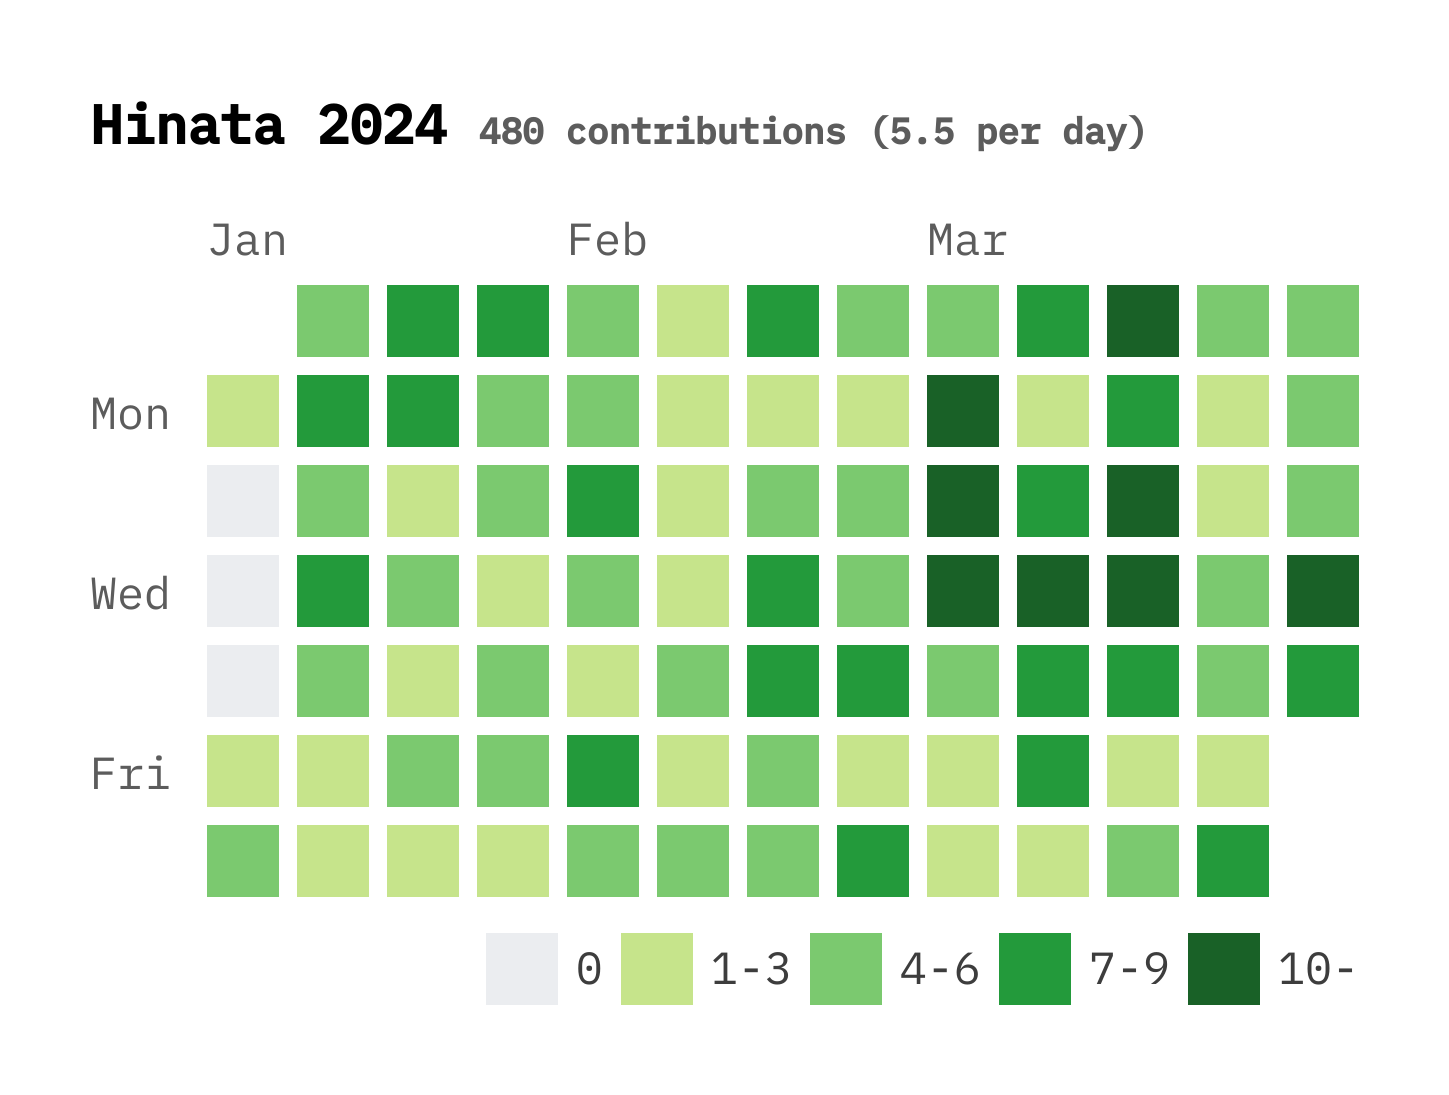 Hinata 2024 480 contributions (5.5 per day)
Jan Feb Mar
Mon
Wed
Fri
0 1-3 4-6 7-9 10-